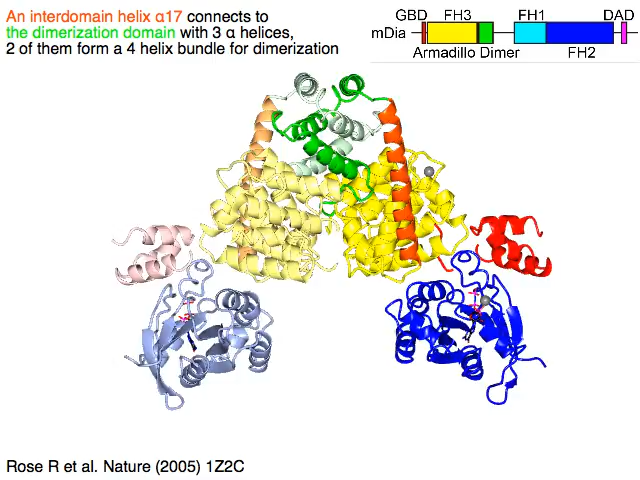 An interdomain helix α17 connects to
the dimerization domain with 3 α helices,
2 of them form a 4 helix bundle for dimerization
GBD FH3 FH1 DAD
mDia
Armadillo Dimer FH2
Rose R et al. Nature (2005) 1Z2C